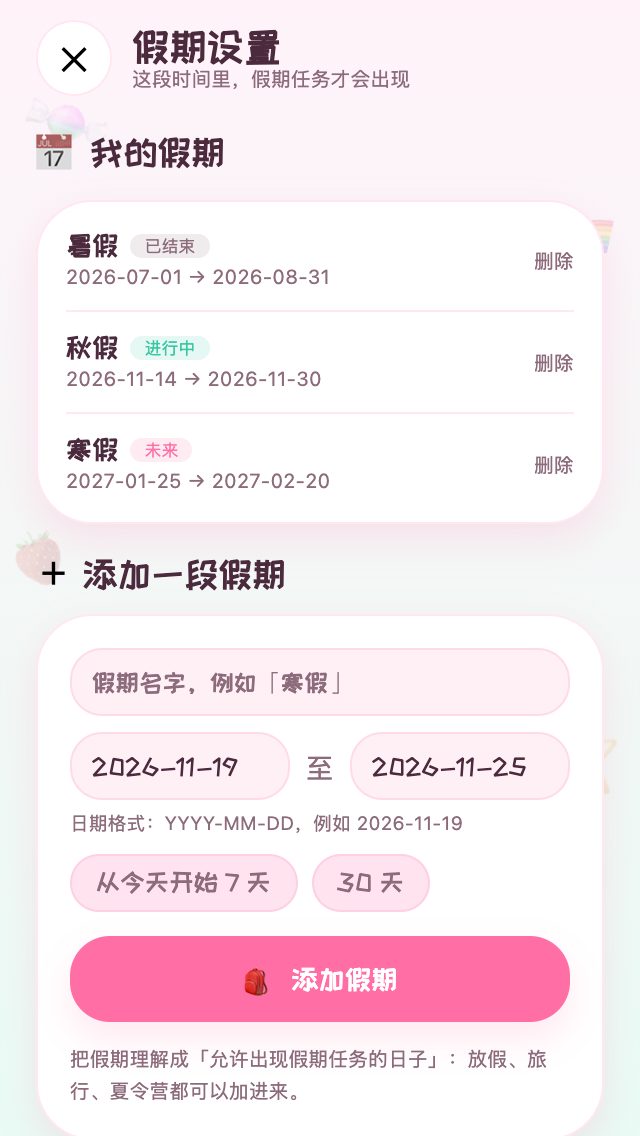 假期设置
这段时间里，假期任务才会出现
JUL
17
我的假期
暑假 已结束
2026-07-01 → 2026-08-31
删除
秋假 进行中
2026-11-14 → 2026-11-30
删除
寒假 未来
2027-01-25 → 2027-02-20
删除
+ 添加一段假期
假期名字，例如「寒假」
2026-11-19 至 2026-11-25
日期格式：YYYY-MM-DD，例如 2026-11-19
从今天开始 7 天 30 天
添加假期
把假期理解成「允许出现假期任务的日子」：放假、旅
行、夏令营都可以加进来。